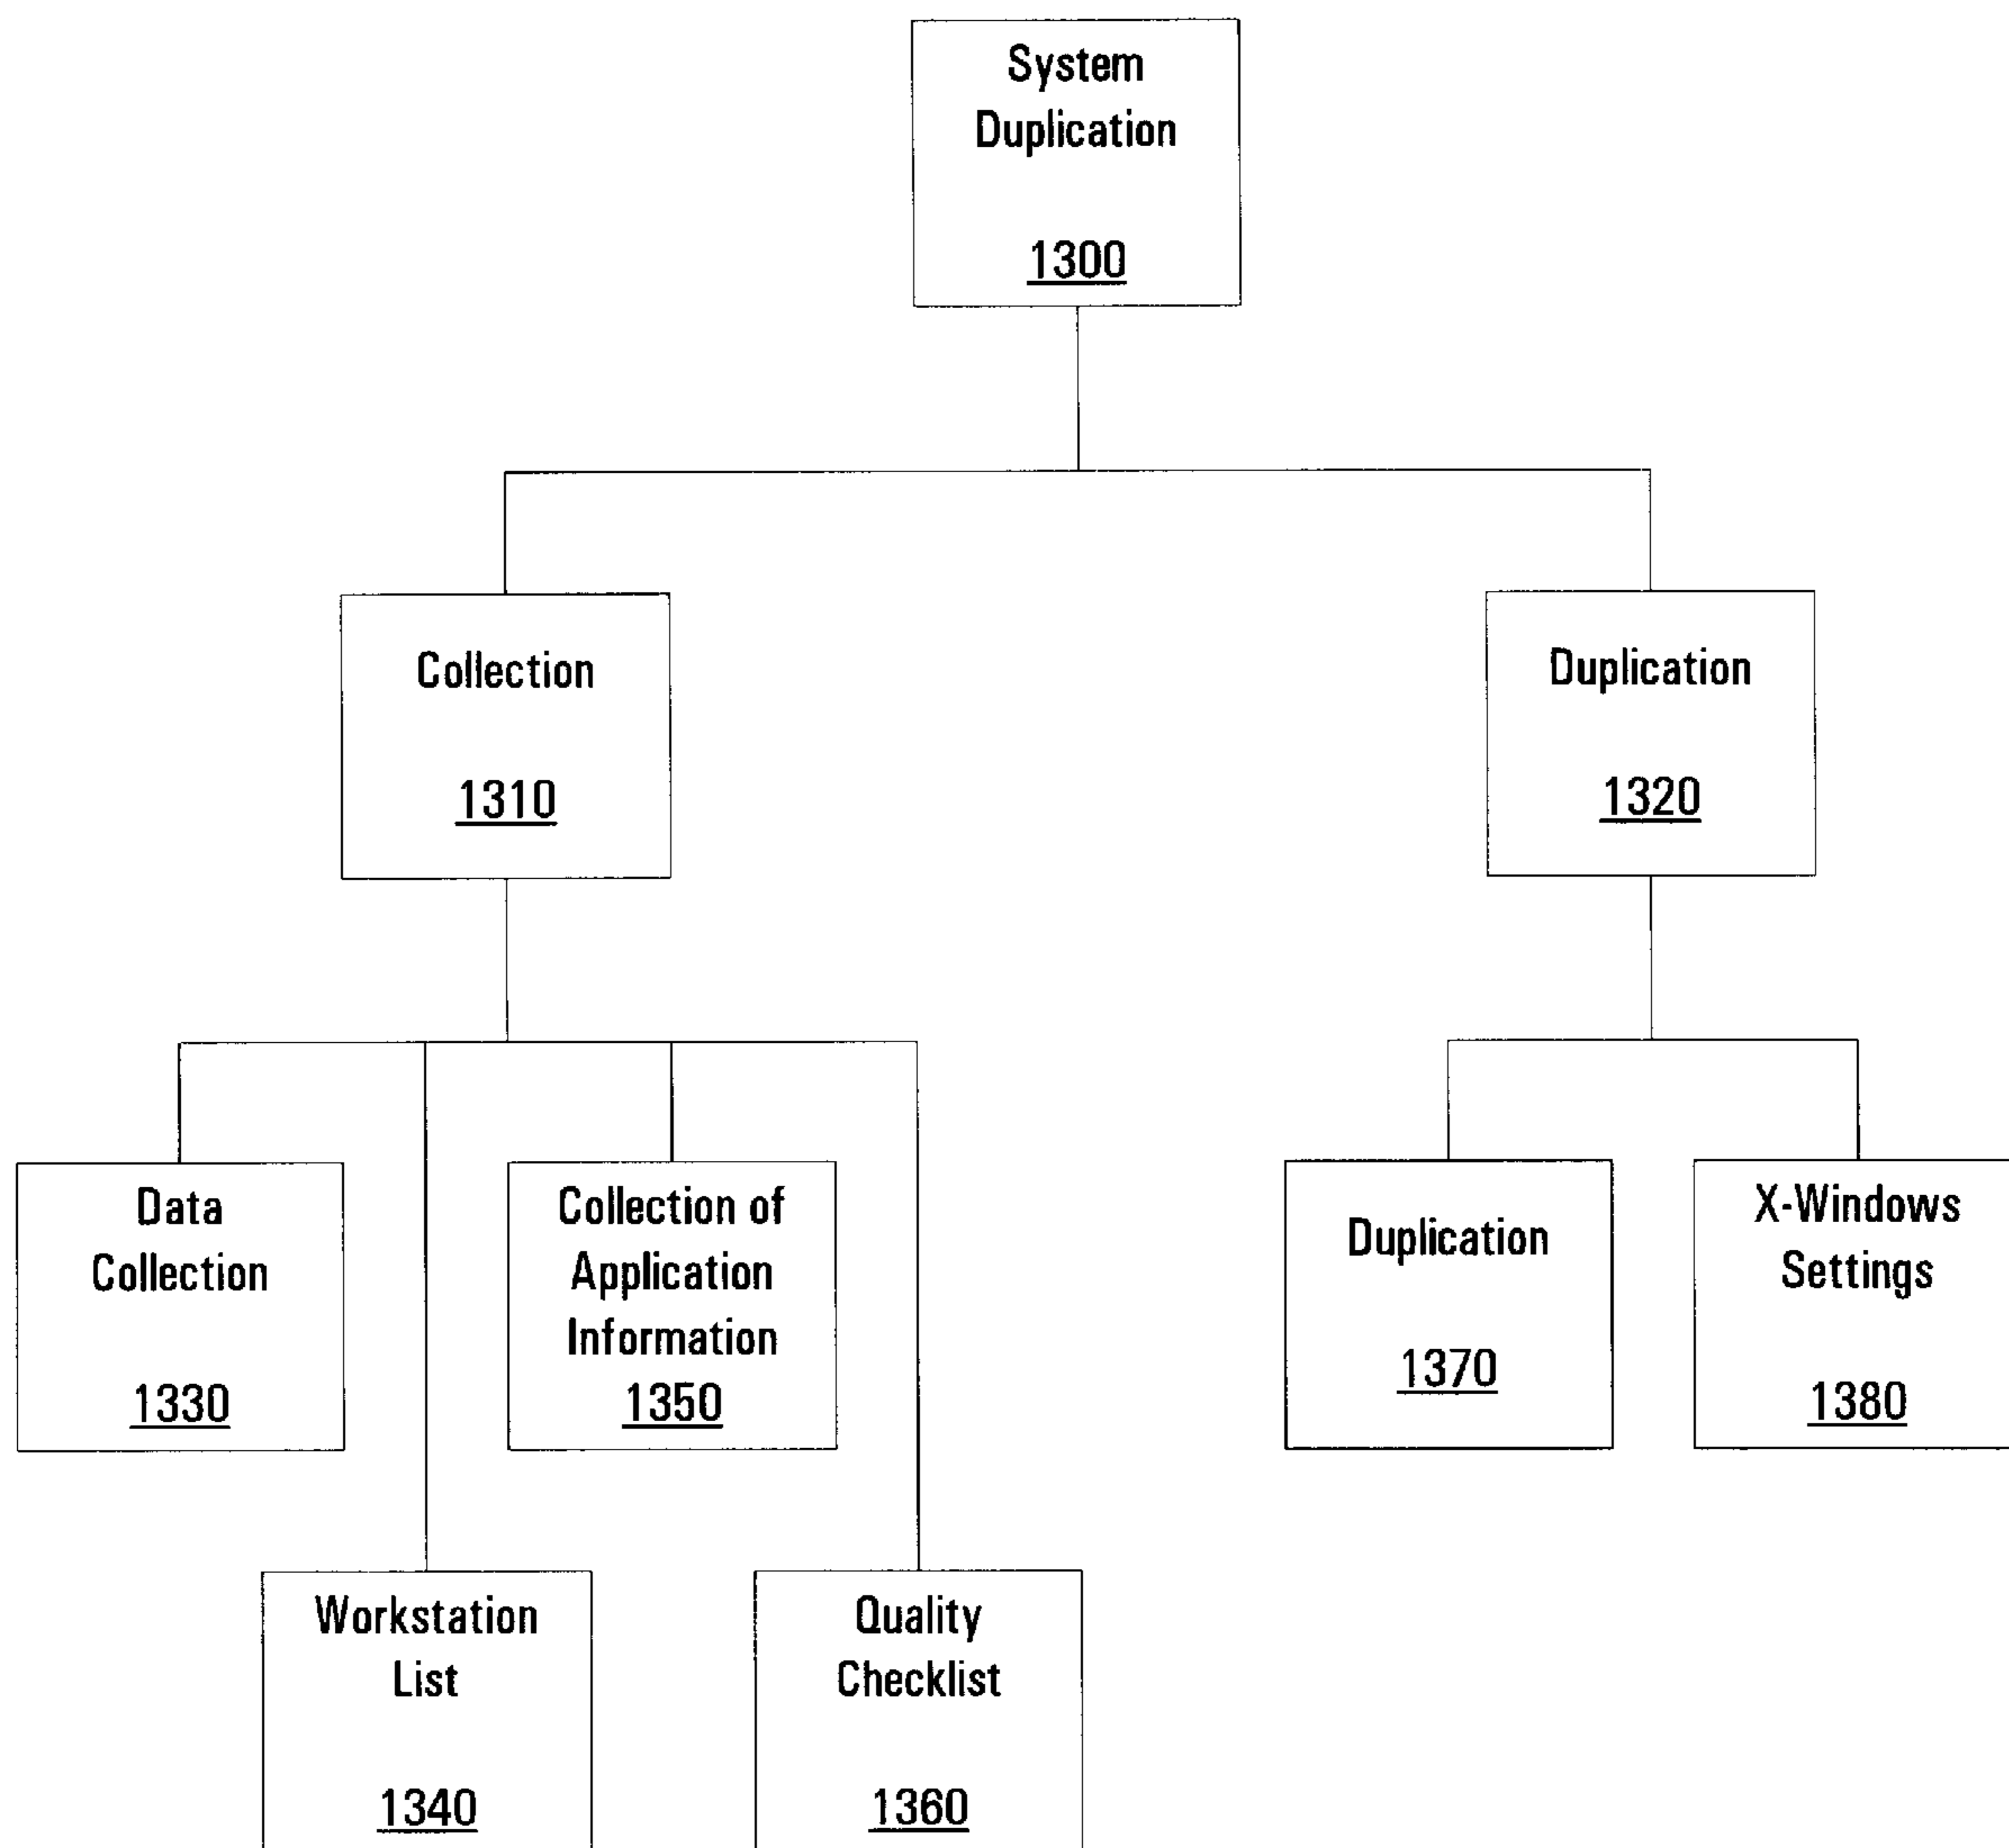 System
Duplication
1300
Collection
1310
Duplication
1320
Data
Collection
1330
Collection of
Application
Information
1350
Duplication
1370
X-Windows
Settings
1380
Workstation
List
1340
Quality
Checklist
1360